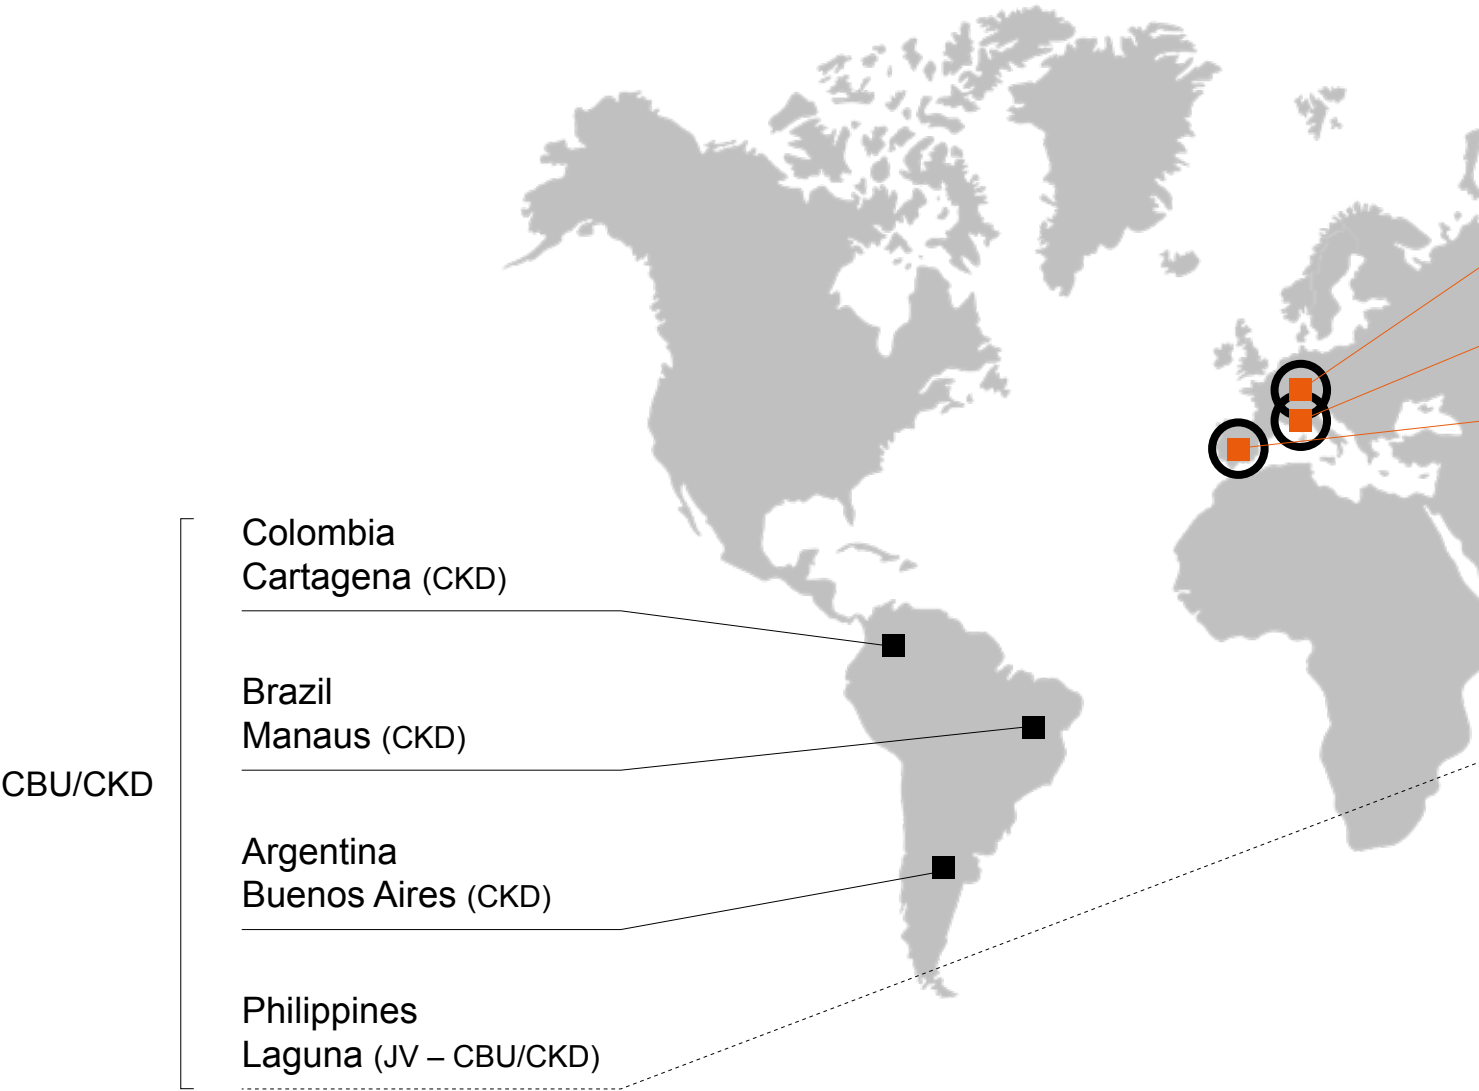 Colombia
Cartagena (CKD)
Brazil
Manaus (CKD)
CBU/CKD
Argentina
Buenos Aires (CKD)
Philippines
Laguna (JV – CBU/CKD)